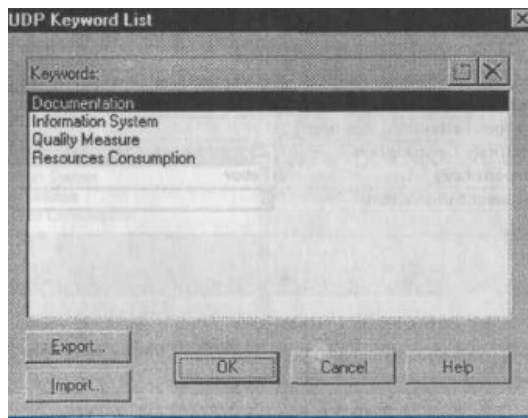 UDP Keyword List
Keywords:
Documentation
Information System
Quality Measure
Resources Consumption
Export...
Import...
OK
Cancel
Help